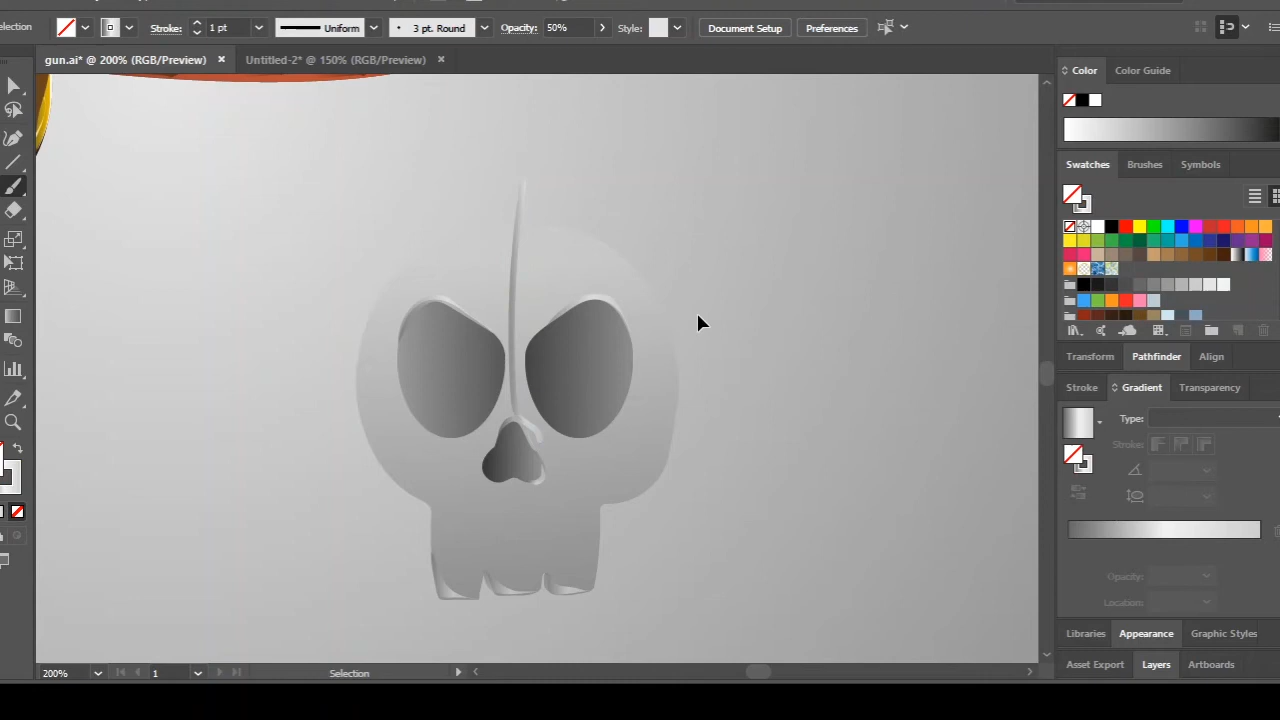 election
Stroke: 1 pt Uniform 3 pt. Round Opacity: 50% Style: Document Setup Preferences
gun.ai* @ 200% (RGB/Preview) × Untitled-2* @ 150% (RGB/Preview) ×
Color Color Guide
Swatches Brushes Symbols
Transform Pathfinder Align
Stroke Gradient Transparency
Type:
Stroke:
Opacity:
Location:
Libraries Appearance Graphic Styles
Asset Export Layers Artboards
200% 1 Selection